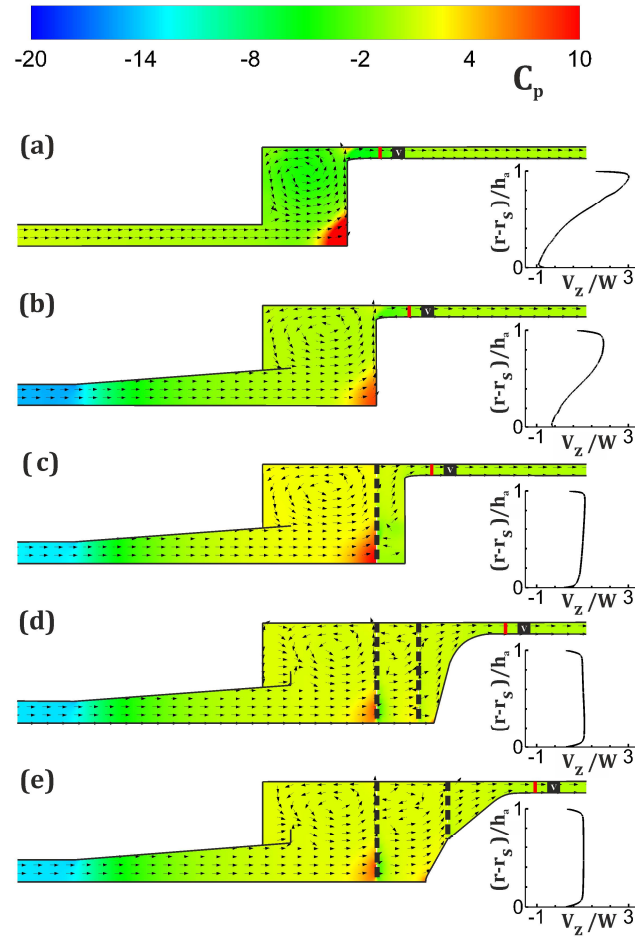 -20 -14 -8 -2 4 10
Cp
(a)
v
1
(r-rs)/ha
0
-1 Vz/W 3
(b)
v
1
(r-rs)/ha
0
-1 Vz/W 3
(c)
v
1
(r-rs)/ha
0
-1 Vz/W 3
(d)
v
1
(r-rs)/ha
0
-1 Vz/W 3
(e)
v
1
(r-rs)/ha
0
-1 Vz/W 3